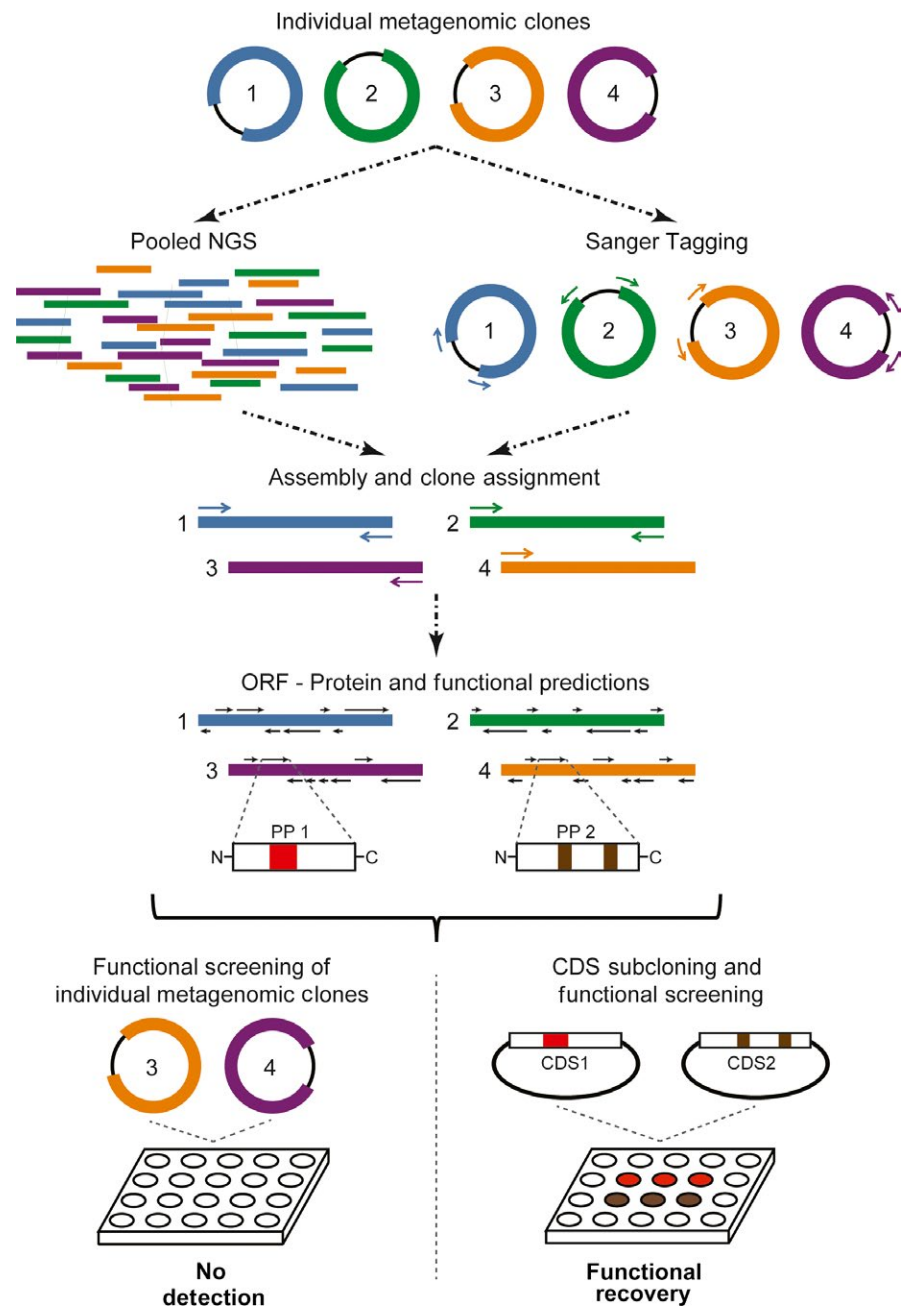 Individual metagenomic clones
1 2 3 4
Pooled NGS
Sanger Tagging
1 2 3 4
Assembly and clone assignment
1 2
3 4
ORF - Protein and functional predictions
1 2
3 4
PP 1 PP 2
N C N C
Functional screening of
individual metagenomic clones
3 4
No
detection
CDS subcloning and
functional screening
CDS1 CDS2
Functional
recovery